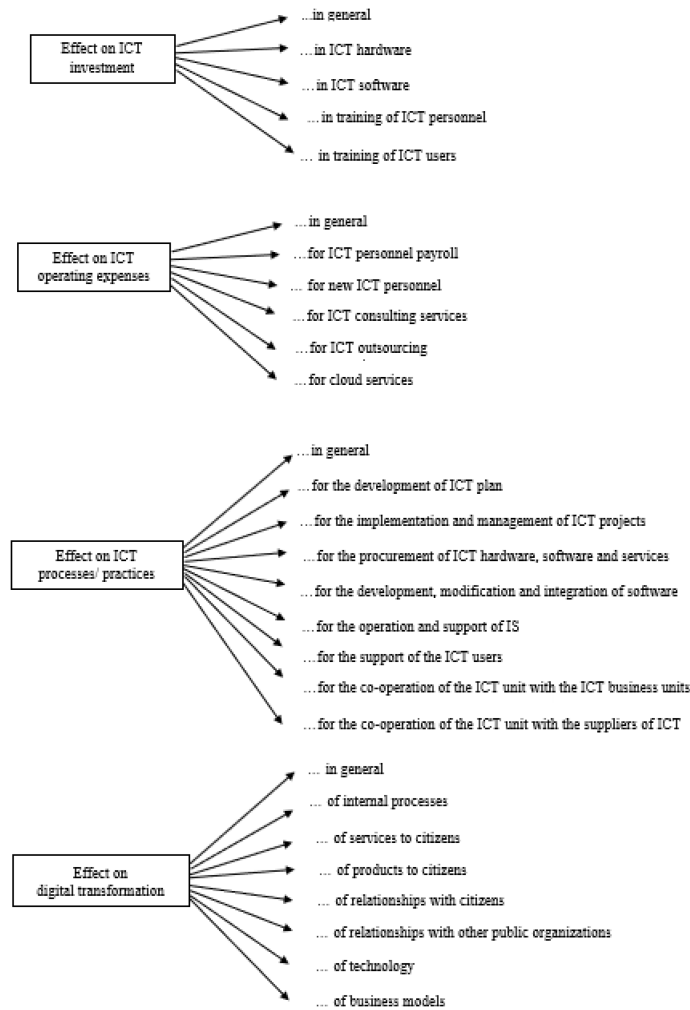 Effect on ICT
investment
...in general
...in ICT hardware
...in ICT software
...in training of ICT personnel
... in training of ICT users
Effect on ICT
operating expenses
...in general
...for ICT personnel payroll
... for new ICT personnel
...for ICT consulting services
...for ICT outsourcing
...for cloud services
Effect on ICT
processes/ practices
...in general
...for the development of ICT plan
...for the implementation and management of ICT projects
...for the procurement of ICT hardware, software and services
...for the development, modification and integration of software
...for the operation and support of IS
...for the support of the ICT users
...for the co-operation of the ICT unit with the ICT business units
...for the co-operation of the ICT unit with the suppliers of ICT
Effect on
digital transformation
... in general
... of internal processes
... of services to citizens
... of products to citizens
... of relationships with citizens
... of relationships with other public organizations
... of technology
... of business models